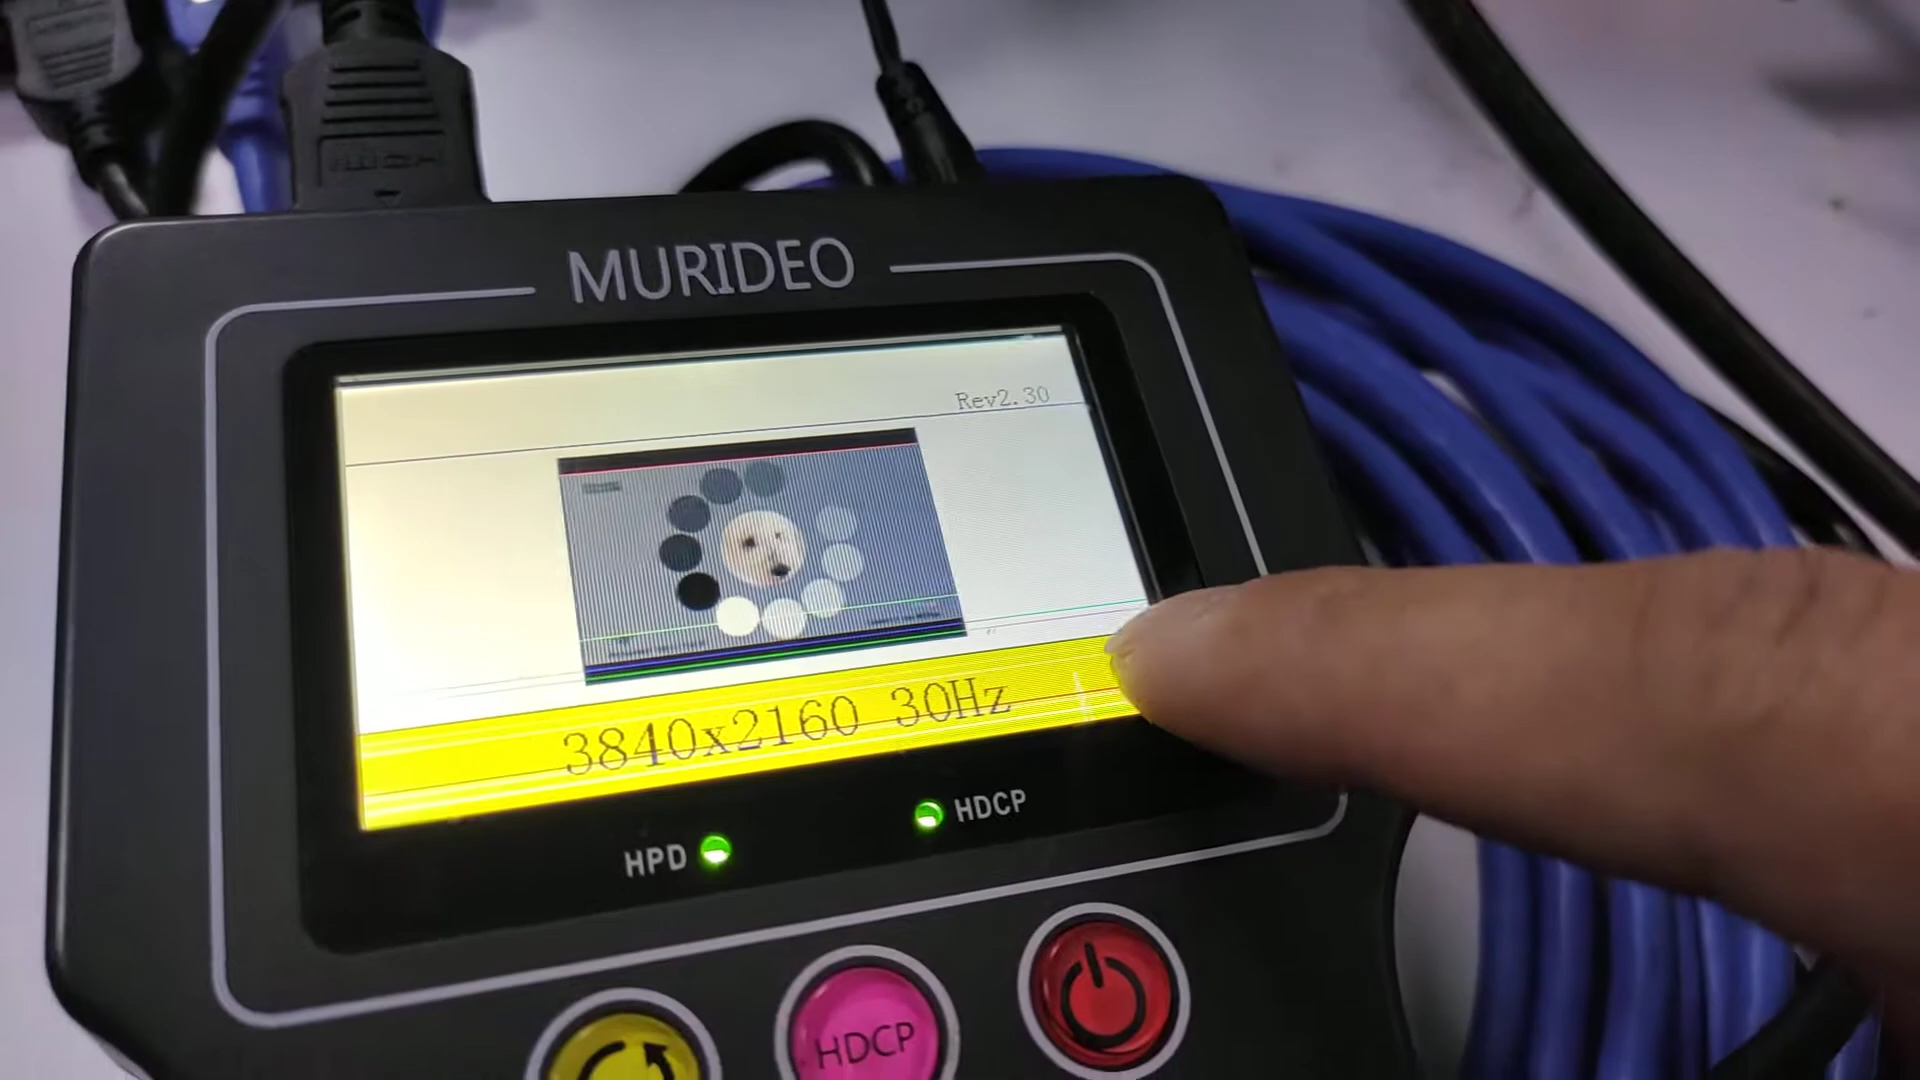 MURIDEO
Rev2.30
3840x2160 30Hz
HPD
HDCP
HDCP